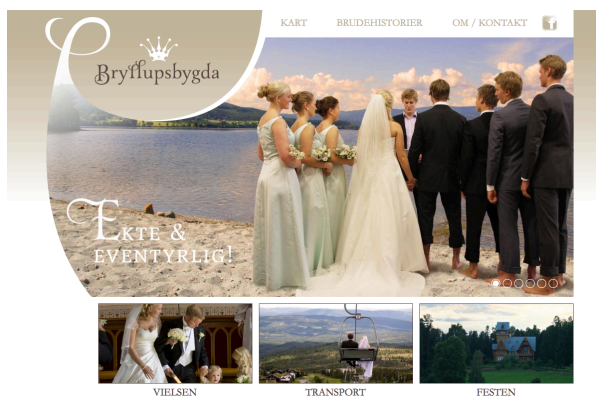 KART BRUDEHISTORIER OM / KONTAKT f
Bryllupsbygda
EKTE &
EVENTYRLIG!
VIELSEN TRANSPORT FESTEN